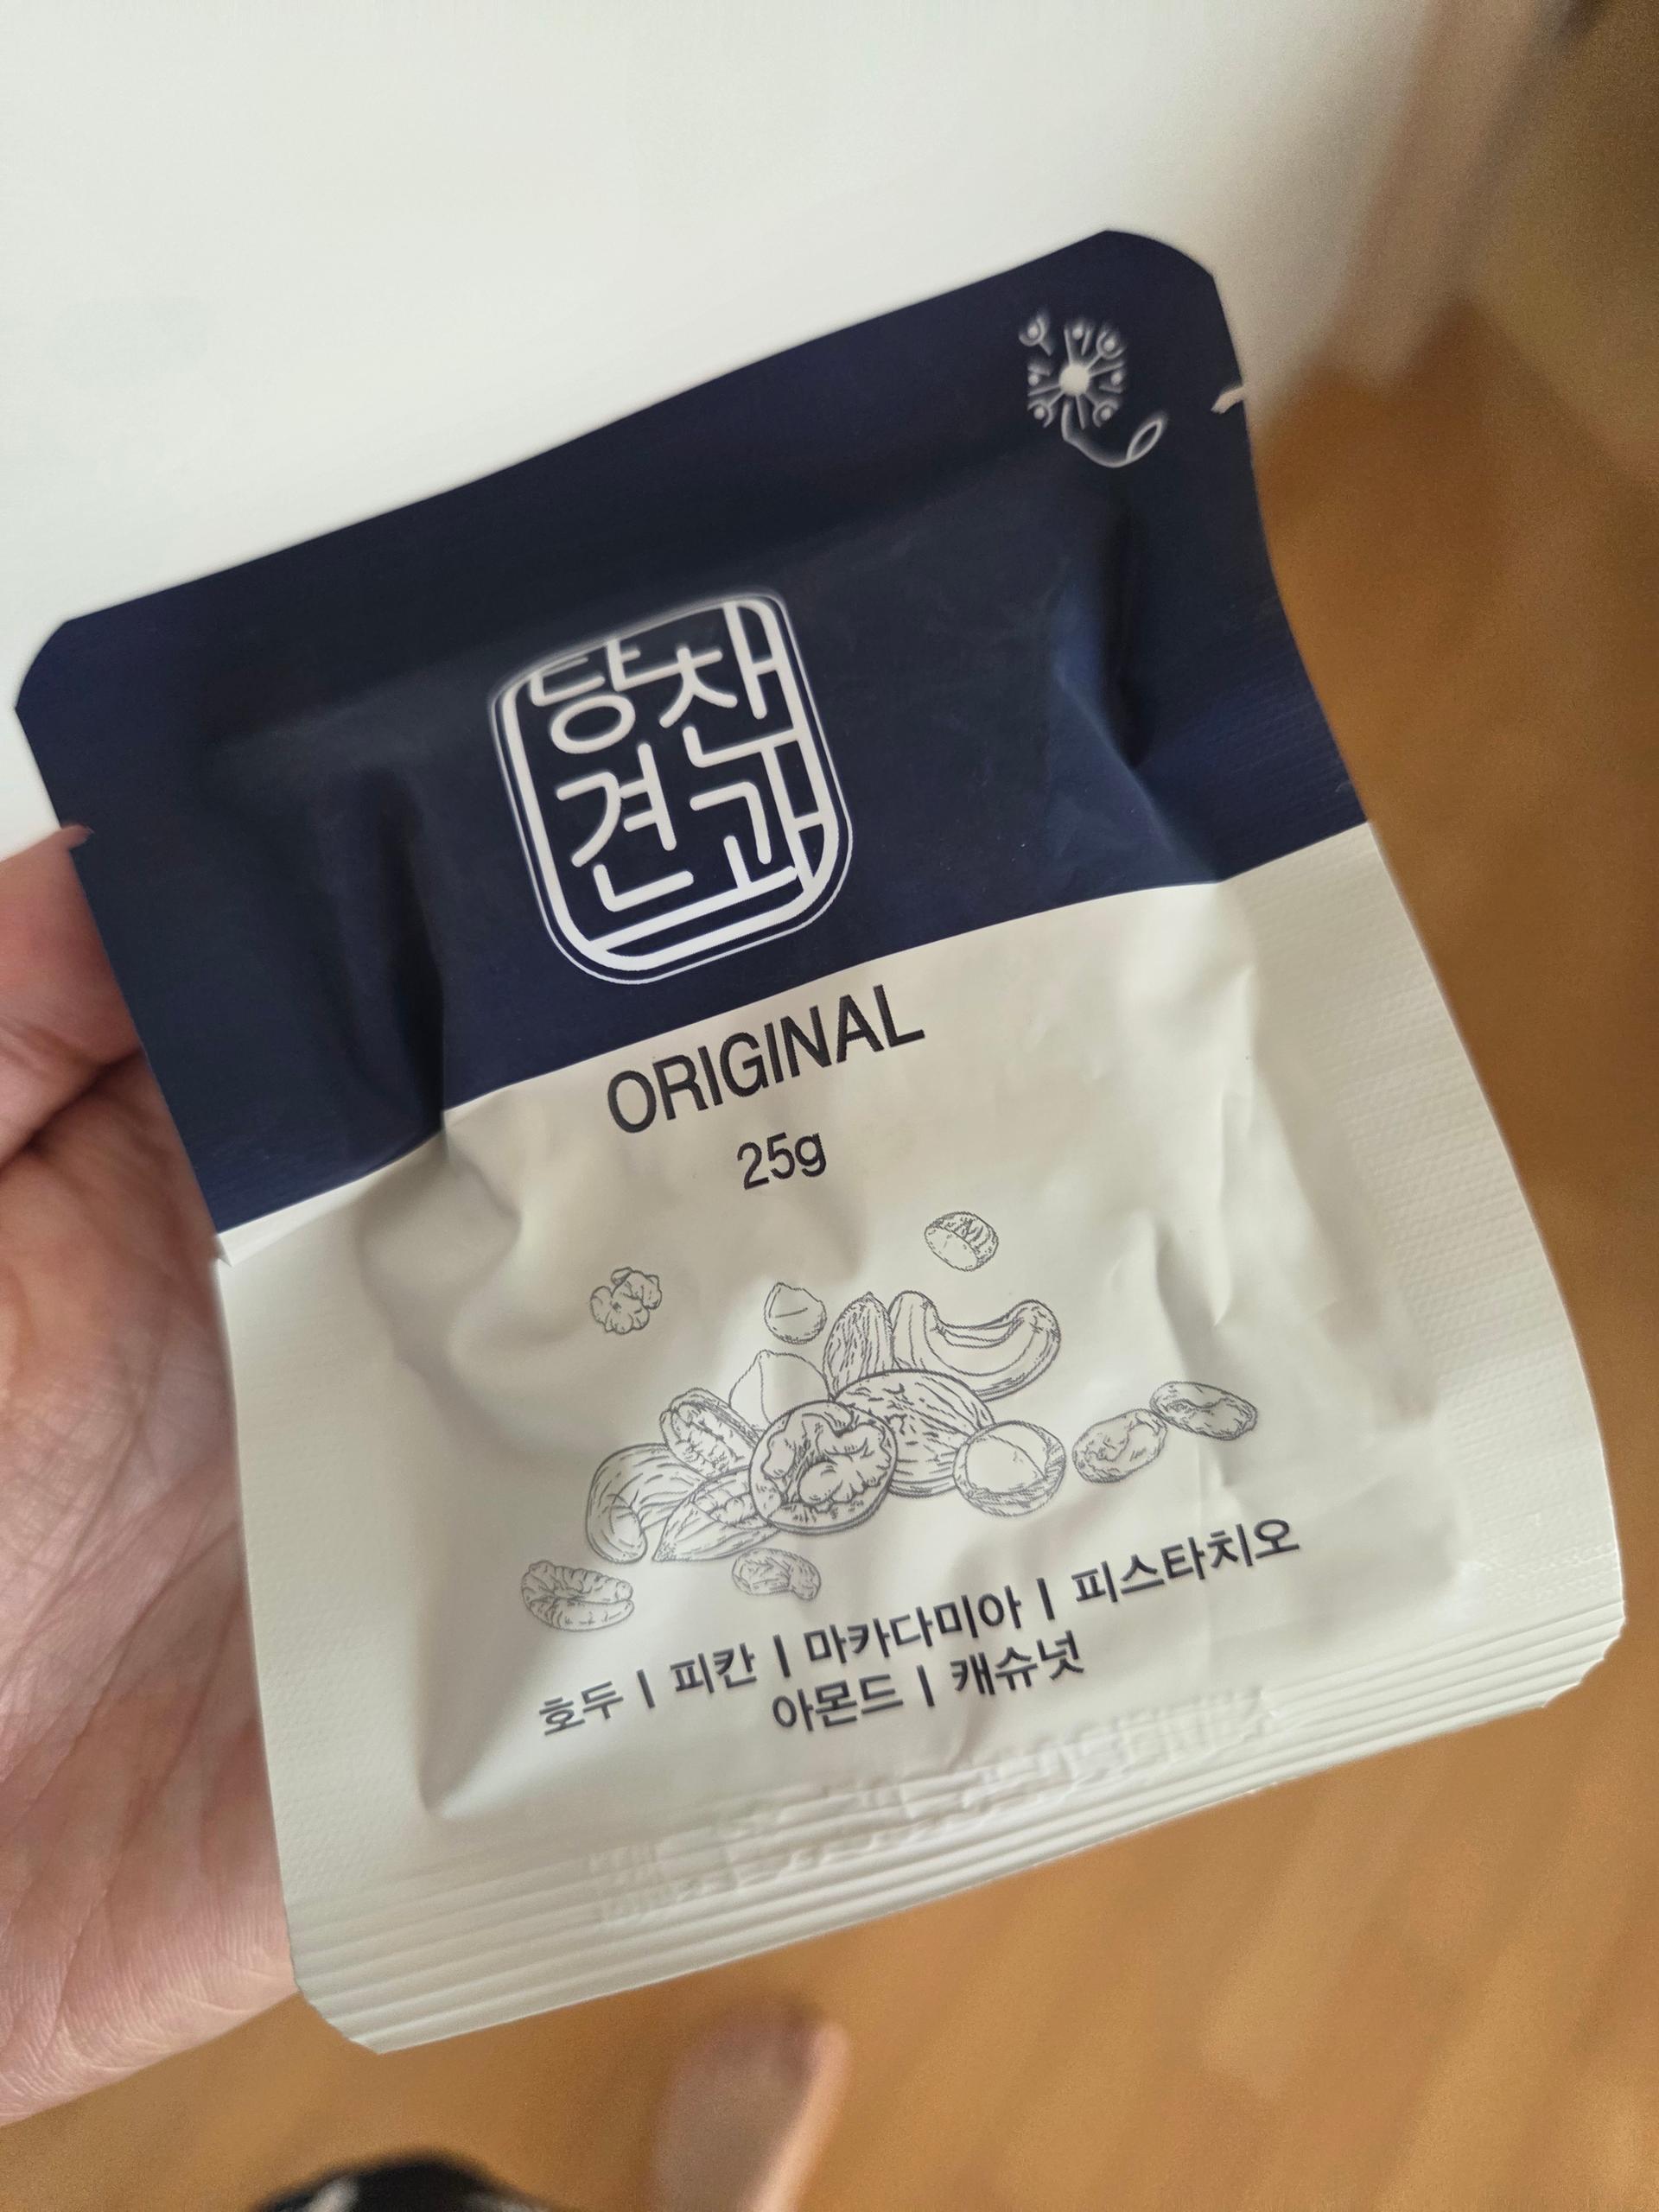 당찬
견과
ORIGINAL
25g
호두 | 피칸 | 마카다미아 | 피스타치오
아몬드 | 캐슈넛